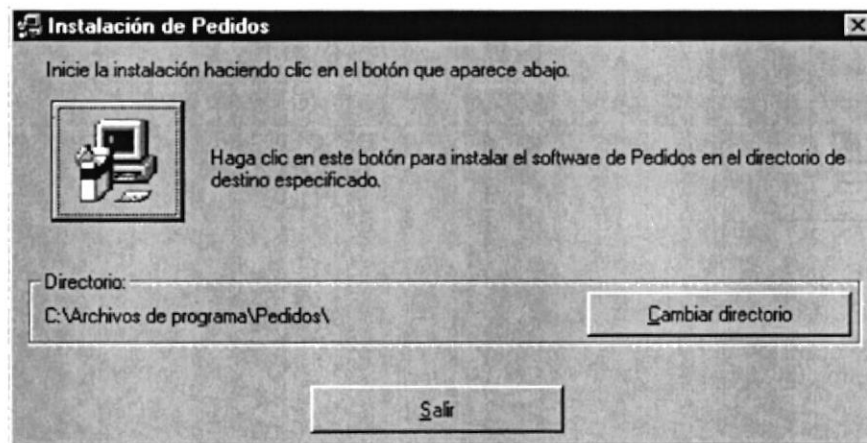 Instalación de Pedidos
Inicie la instalación haciendo clic en el botón que aparece abajo.
Haga clic en este botón para instalar el software de Pedidos en el directorio de
destino especificado.
Directorio:
C:\Archivos de programa\Pedidos\
Cambiar directorio
Salir